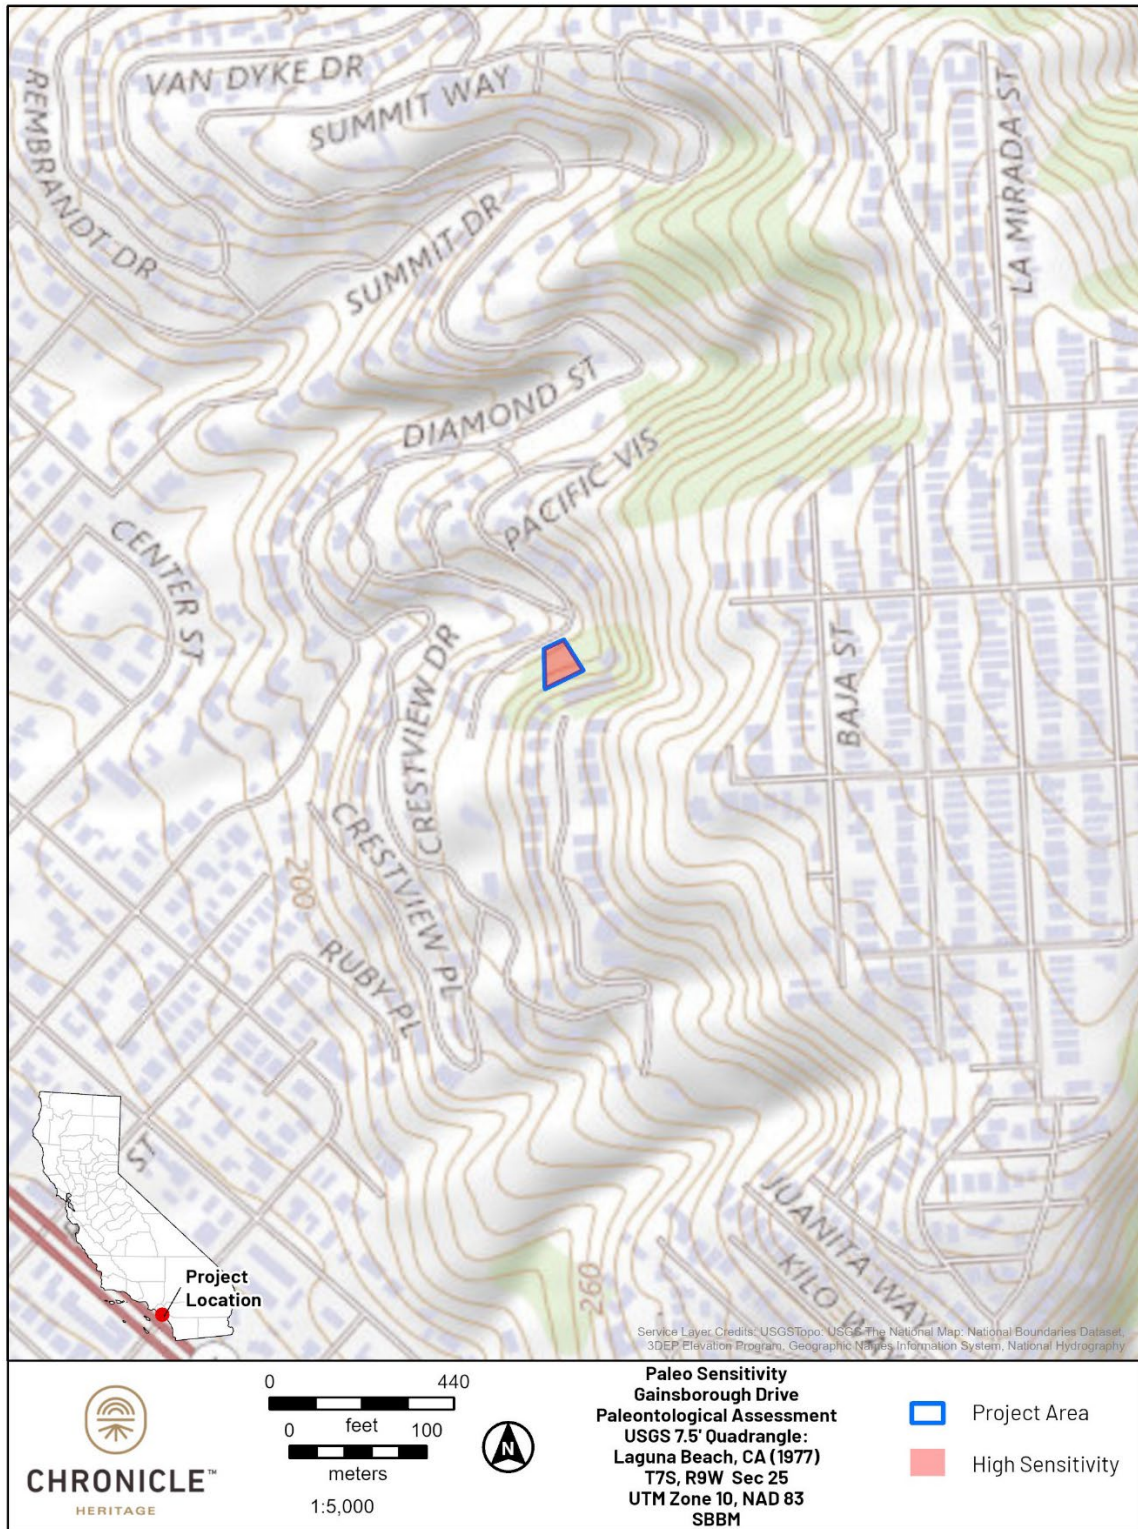 VAN DYKE DR
SUMMIT WAY
REMBRANDT DR
LA MIRADA ST
SUMMIT DR
DIAMOND ST
PACIFIC VIS
CENTER ST
CRESTVIEW DR
BAJA ST
CRESTVIEW PL
200
RUBY PL
ST
JUANITA WAY
KILO WAY
260
Project
Location
Service Layer Credits: USGSTopo: USGS The National Map: National Boundaries Dataset,
3DEP Elevation Program, Geographic Names Information System, National Hydrography
CHRONICLE™
HERITAGE
0 440
feet
0 100
meters
1:5,000
N
Paleo Sensitivity
Gainsborough Drive
Paleontological Assessment
USGS 7.5' Quadrangle:
Laguna Beach, CA (1977)
T7S, R9W Sec 25
UTM Zone 10, NAD 83
SBBM
Project Area
High Sensitivity